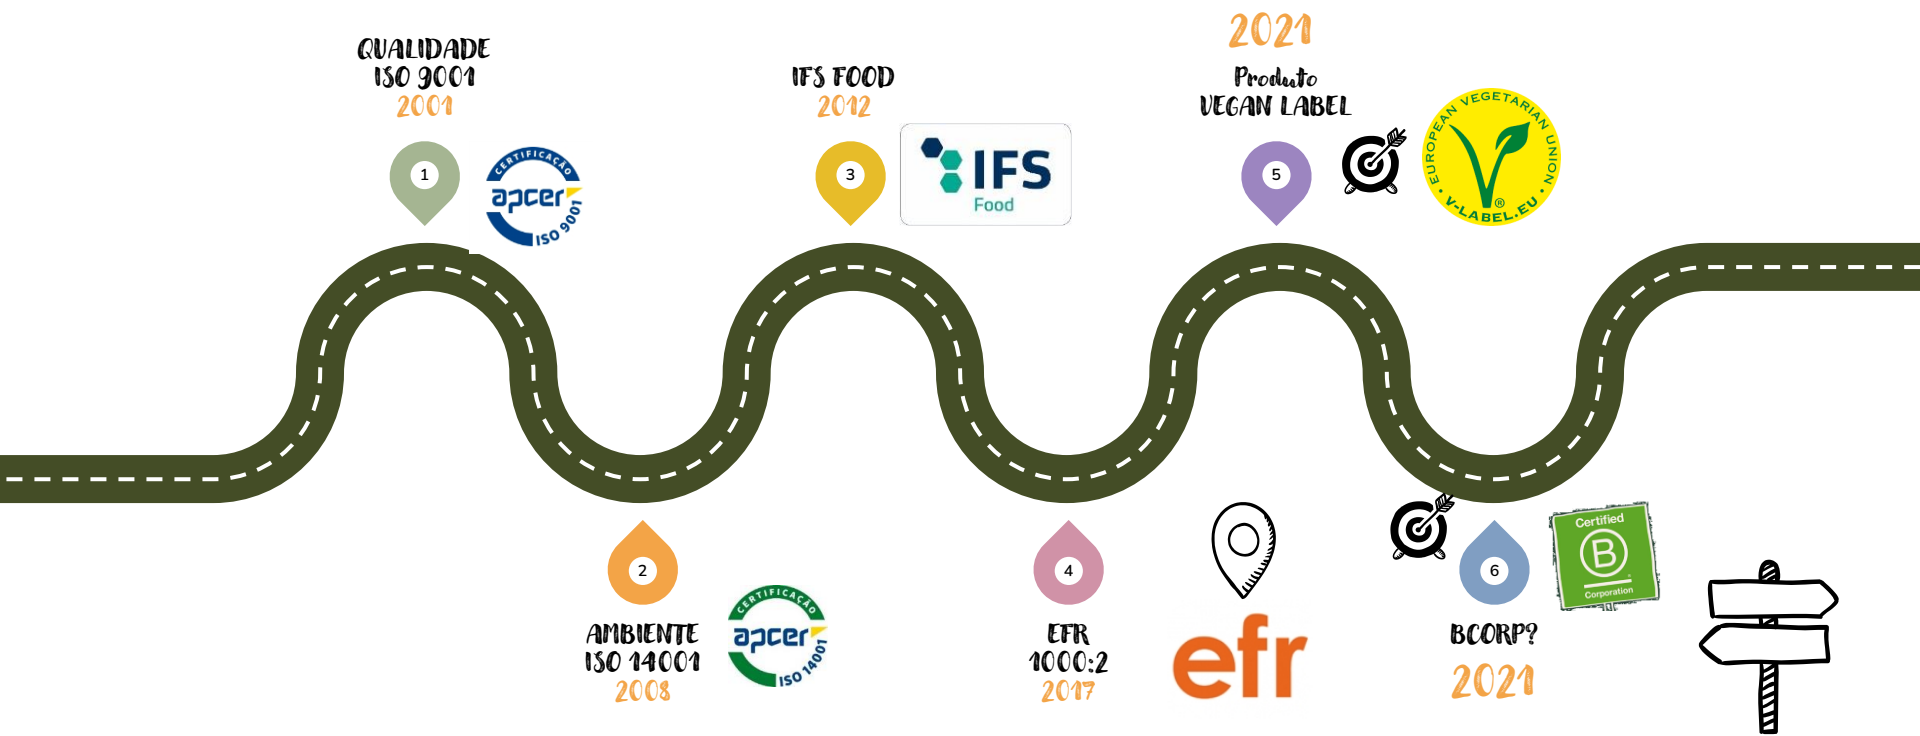 QUALIDADE
ISO 9001
2001
1
CERTIFICAÇÃO
apcer
ISO 9001
2
AMBIENTE
ISO 14001
2008
CERTIFICAÇÃO
apcer
ISO 14001
IFS FOOD
2012
3
IFS
Food
4
EFR
1000:2
2017
efr
2021
Produto
VEGAN LABEL
5
EUROPEAN VEGETARIAN UNION
®
V-LABEL.EU
6
BCORP?
2021
Certified
B
Corporation